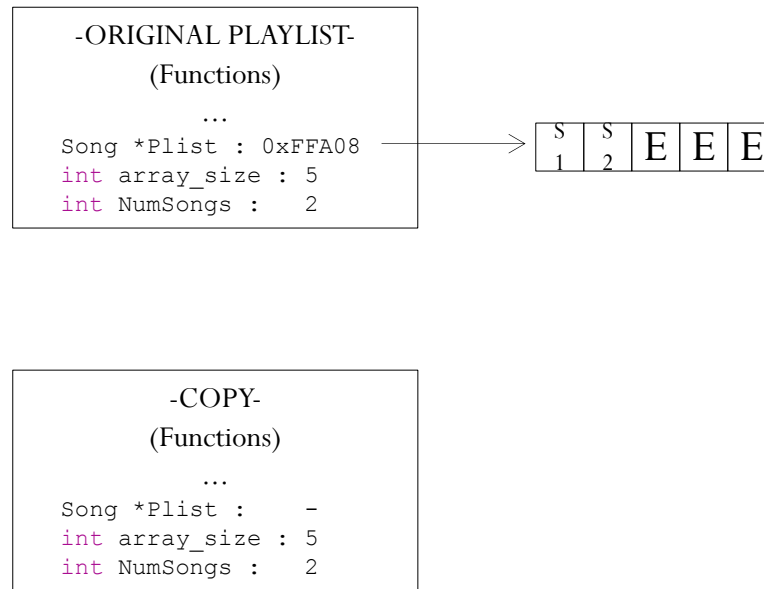 -ORIGINAL PLAYLIST-
(Functions)
…
Song *Plist : 0xFFA08
int array_size : 5
int NumSongs : 2
S S E E E
1 2
-COPY-
(Functions)
…
Song *Plist : -
int array_size : 5
int NumSongs : 2